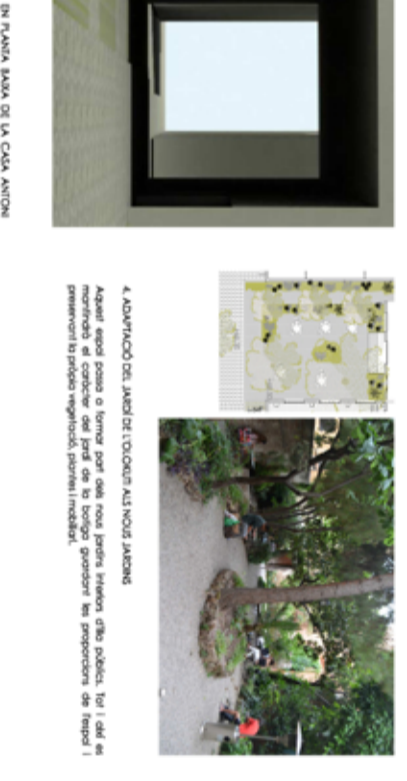 EN PLANTA BAIXA DE LA CASA ANTONI
4. ADAPTACIÓ DEL JARDÍ DE L'OLOKUTI ALS NOUS JARDINS
Aquest espai passa a formar part dels nous jardins interiors d'illa públics. Tot i així es
mantindrà el caràcter del jardí de la botiga guardant les proporcions de l'espai i
preservant la pròpia vegetació, plantes i mobiliari.